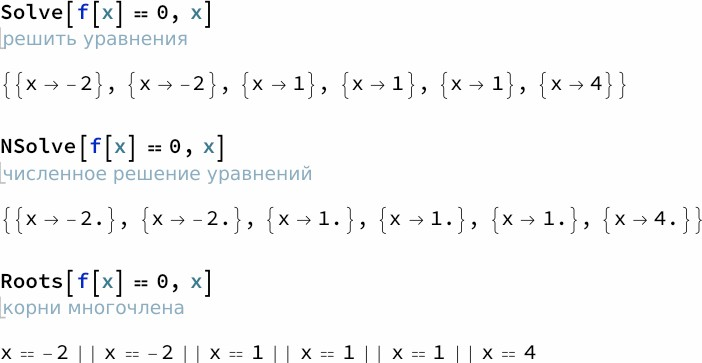 Solve[f[x] == 0, x]
решить уравнения
{{x → -2}, {x → -2}, {x → 1}, {x → 1}, {x → 1}, {x → 4}}
NSolve[f[x] == 0, x]
численное решение уравнений
{{x → -2.}, {x → -2.}, {x → 1.}, {x → 1.}, {x → 1.}, {x → 4.}}
Roots[f[x] == 0, x]
корни многочлена
x == -2 || x == -2 || x == 1 || x == 1 || x == 1 || x == 4